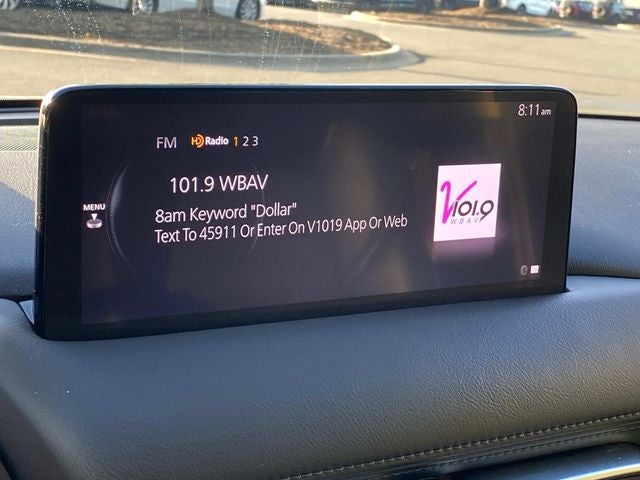 8:11 am
FM HD Radio 1 2 3
101.9 WBAV
MENU
8am Keyword "Dollar"
Text To 45911 Or Enter On V1019 App Or Web
V101.9
WBAV